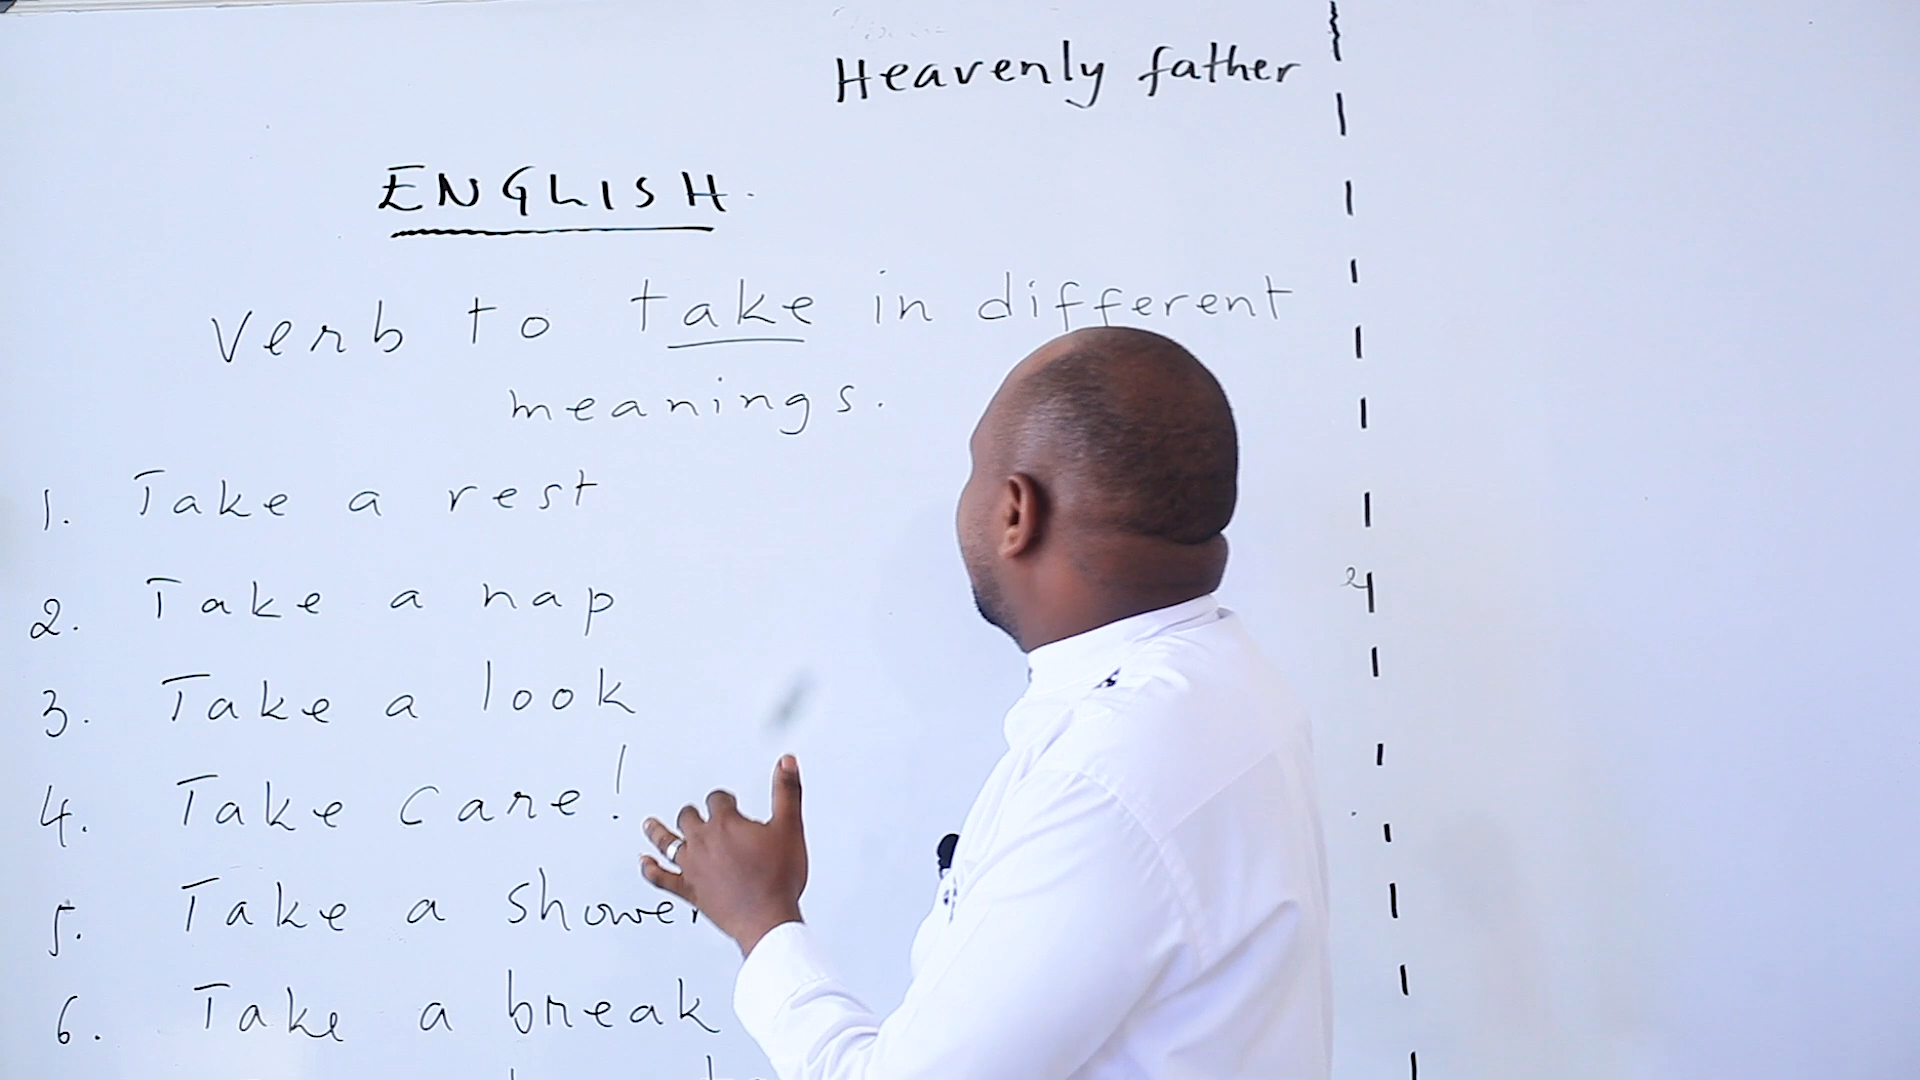 Heavenly father
ENGLISH.
Verb to take in different
meanings.
1. Take a rest
2. Take a nap
3. Take a look
4. Take care!
5. Take a shower
6. Take a break